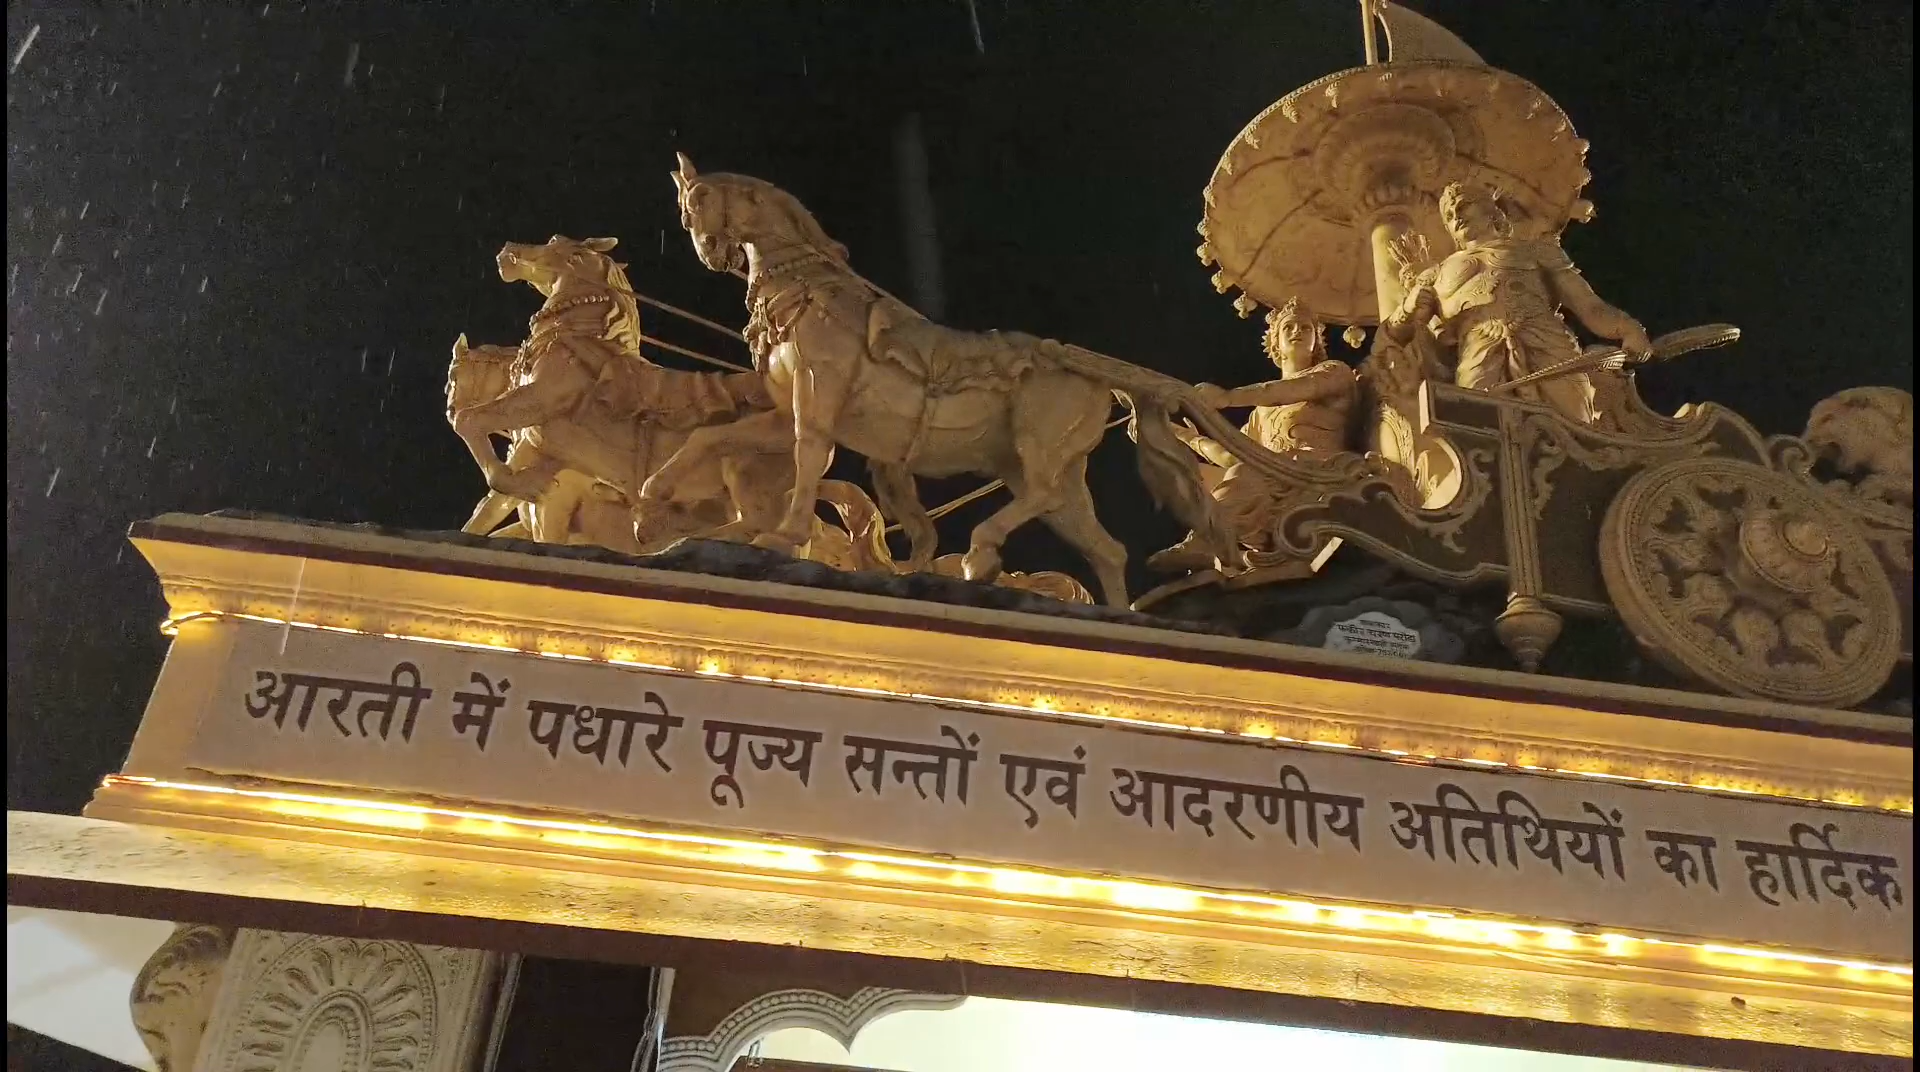 आरती में पधारे पूज्य सन्तों एवं आदरणीय अतिथियों का हार्दिक